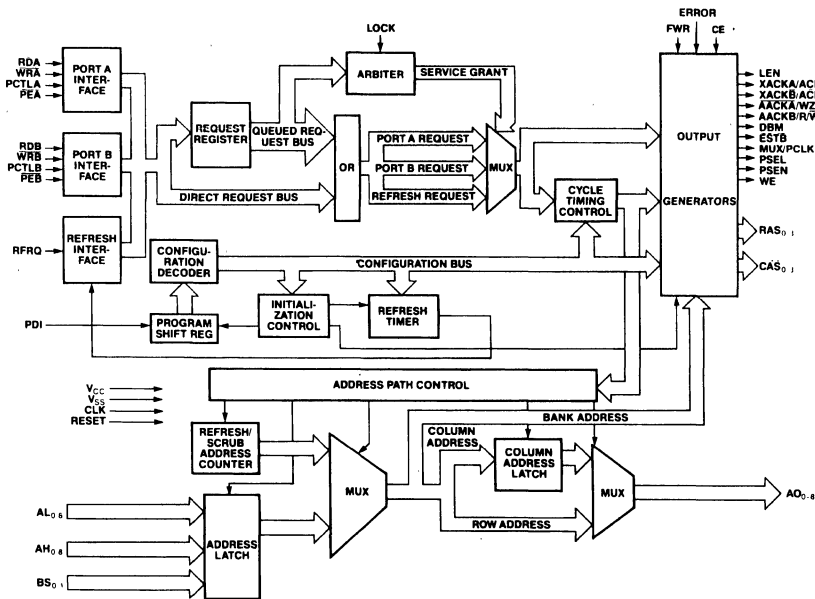 ERROR
FWR CE
LOCK
RDA
WRA
PCTLA
PEA
PORT A
INTER-
FACE
RDB
WRB
PCTLB
PEB
PORT B
INTER-
FACE
RFRQ
REFRESH
INTER-
FACE
REQUEST
REGISTER
ARBITER
SERVICE GRANT
QUEUED RE-
QUEST BUS
DIRECT REQUEST BUS
OR
PORT A REQUEST
PORT B REQUEST
REFRESH REQUEST
MUX
CYCLE
TIMING
CONTROL
OUTPUT
GENERATORS
LEN
XACKA/AC
XACKB/AC
AACKA/WZ
AACKB/R/W
DBM
ESTB
MUX/PCLK
PSEL
PSEN
WE
RAS0-1
CAS0-1
CONFIGU-
RATION
DECODER
CONFIGURATION BUS
PDI
PROGRAM
SHIFT REG
INITIALI-
ZATION
CONTROL
REFRESH
TIMER
VCC
VSS
CLK
RESET
ADDRESS PATH CONTROL
BANK ADDRESS
REFRESH/
SCRUB
ADDRESS
COUNTER
MUX
COLUMN
ADDRESS
COLUMN
ADDRESS
LATCH
MUX
ROW ADDRESS
AO0-8
AL0-8
AH0-8
BS0-1
ADDRESS
LATCH